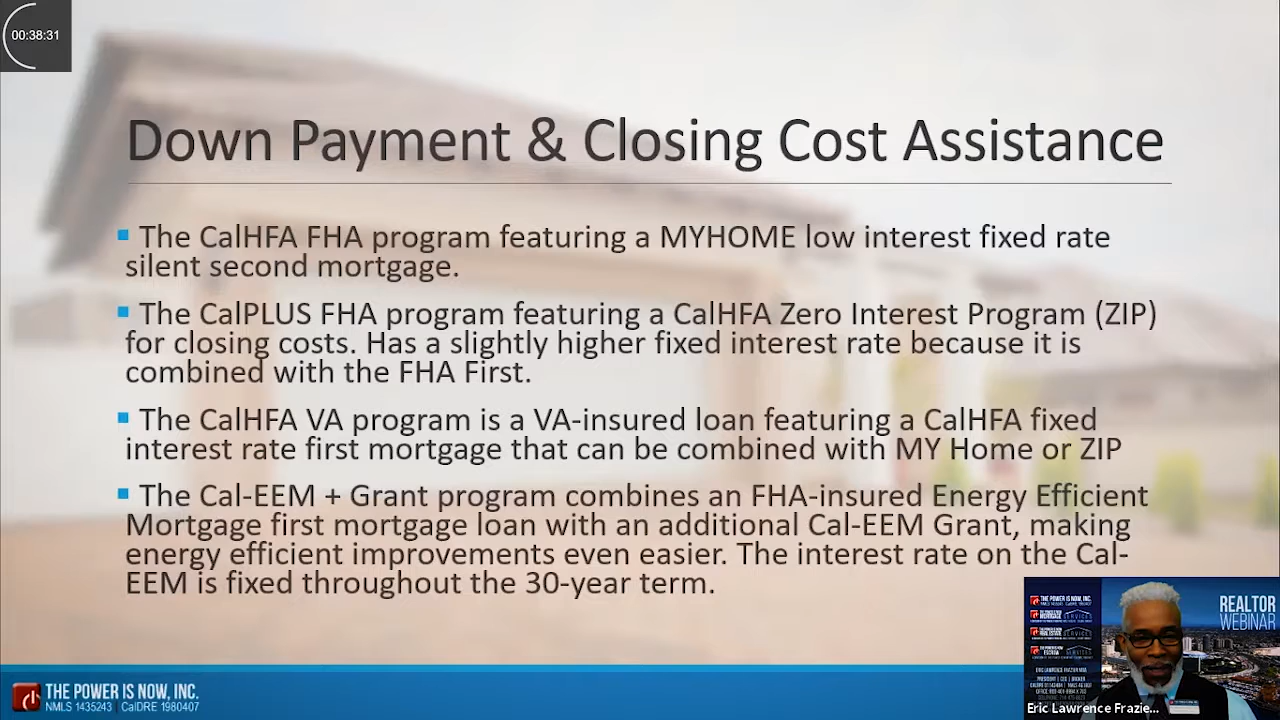 00:38:31
Down Payment & Closing Cost Assistance
▪ The CalHFA FHA program featuring a MYHOME low interest fixed rate
silent second mortgage.
▪ The CalPLUS FHA program featuring a CalHFA Zero Interest Program (ZIP)
for closing costs. Has a slightly higher fixed interest rate because it is
combined with the FHA First.
▪ The CalHFA VA program is a VA-insured loan featuring a CalHFA fixed
interest rate first mortgage that can be combined with MY Home or ZIP
▪ The Cal-EEM + Grant program combines an FHA-insured Energy Efficient
Mortgage first mortgage loan with an additional Cal-EEM Grant, making
energy efficient improvements even easier. The interest rate on the Cal-
EEM is fixed throughout the 30-year term.
THE POWER IS NOW, INC.
NMLS 1435243 | CalDRE 1980407
THE POWER IS NOW, INC.
REALTOR
WEBINAR
Eric Lawrence Frazie...